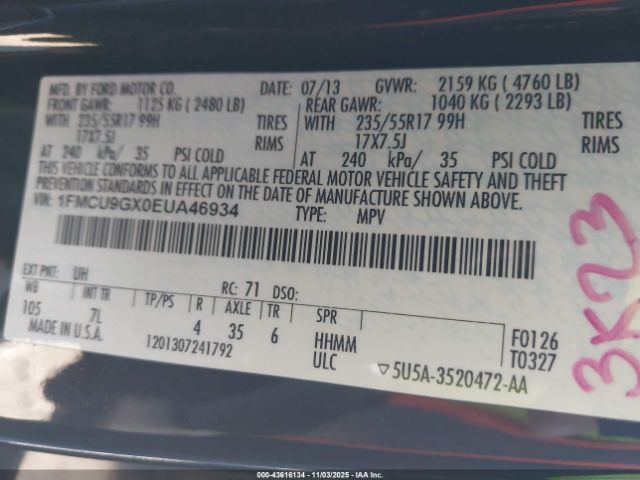 MFD. BY FORD MOTOR CO.
DATE: 07/13 GVWR: 2159 KG ( 4760 LB)
FRONT GAWR: 1125 KG ( 2480 LB) REAR GAWR: 1040 KG ( 2293 LB)
WITH 235/55R17 99H TIRES WITH 235/55R17 99H TIRES
17X7.5J RIMS 17X7.5J RIMS
AT 240 kPa/ 35 PSI COLD AT 240 kPa/ 35 PSI COLD
THIS VEHICLE CONFORMS TO ALL APPLICABLE FEDERAL MOTOR VEHICLE SAFETY AND THEFT
PREVENTION STANDARDS IN EFFECT ON THE DATE OF MANUFACTURE SHOWN ABOVE.
VIN: 1FMCU9GX0EUA46934
TYPE: MPV
EXT PNT: UH RC: 71 DSO:
WB INT TR TP/PS R AXLE TR SPR
105 7L 4 35 6 HHMM F0126
MADE IN U.S.A. 1201307241792 ULC T0327
▽5U5A-3520472-AA
3K23
000-43616134 - 11/03/2025 - IAAI.COM